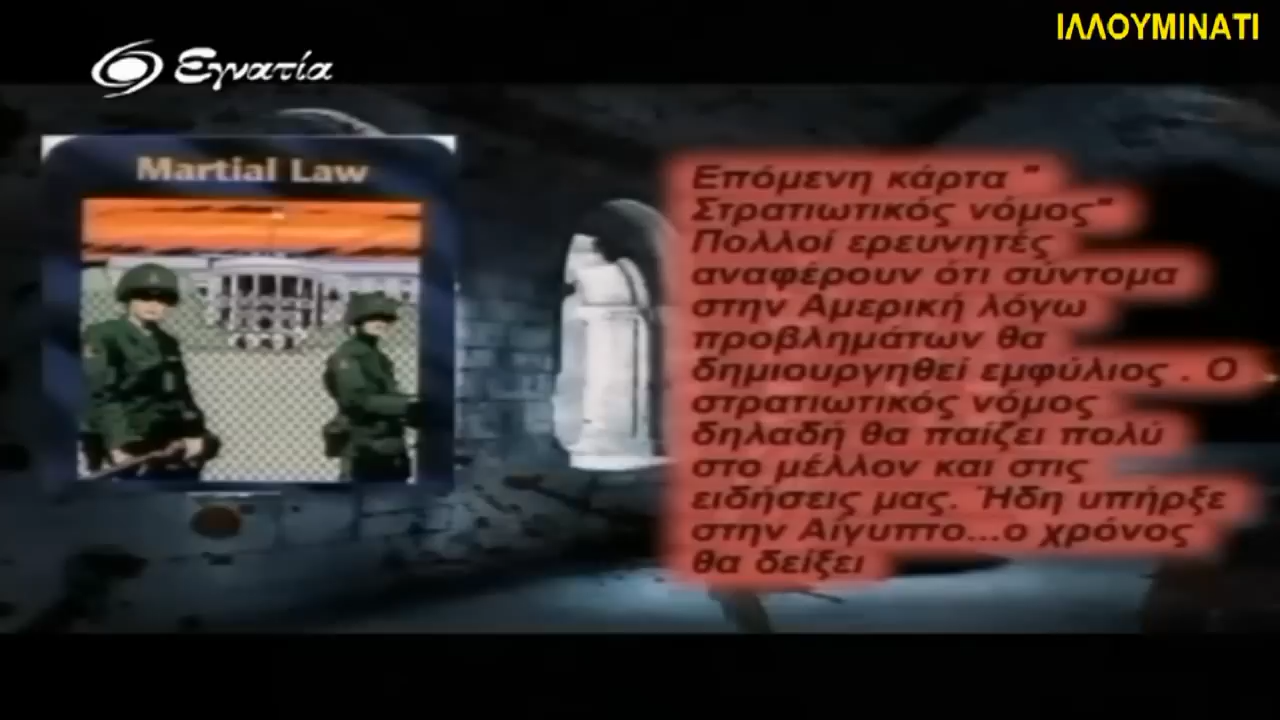 ΙΛΛΟΥΜΙΝΑΤΙ
Εγνατία
Martial Law
Επόμενη κάρτα "
Στρατιωτικός νόμος"
Πολλοί ερευνητές
αναφέρουν ότι σύντομα
στην Αμερική λόγω
προβλημάτων θα
δημιουργηθεί εμφύλιος . Ο
στρατιωτικός νόμος
δηλαδή θα παίζει πολύ
στο μέλλον και στις
ειδήσεις μας. Ήδη υπήρξε
στην Αίγυπτο...ο χρόνος
θα δείξει